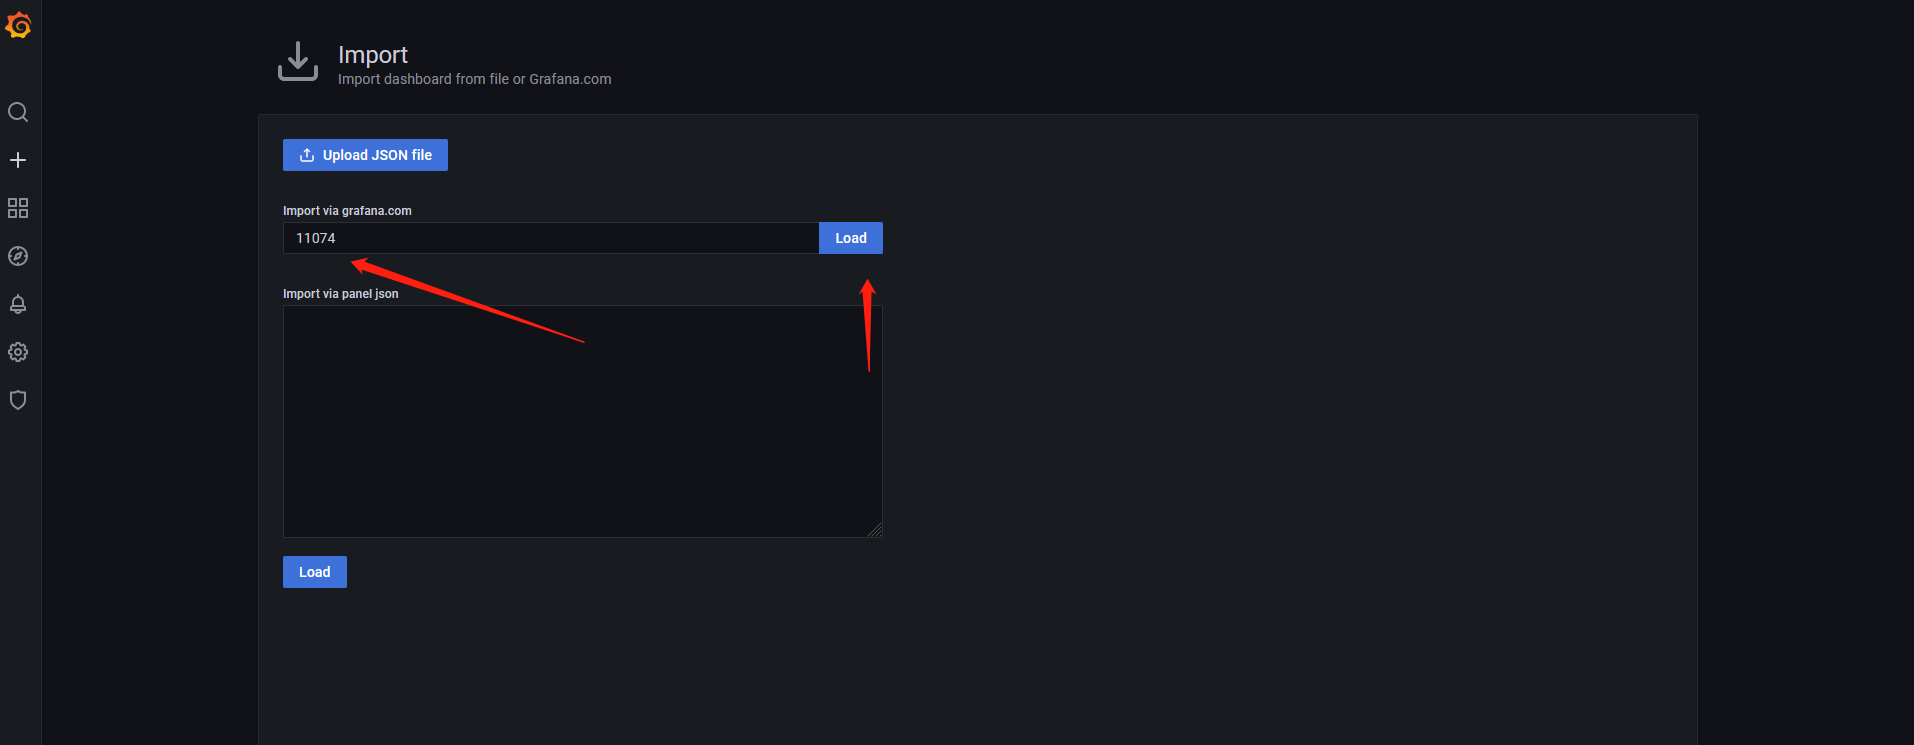 Import
Import dashboard from file or Grafana.com
Upload JSON file
Import via grafana.com
11074
Load
Import via panel json
Load